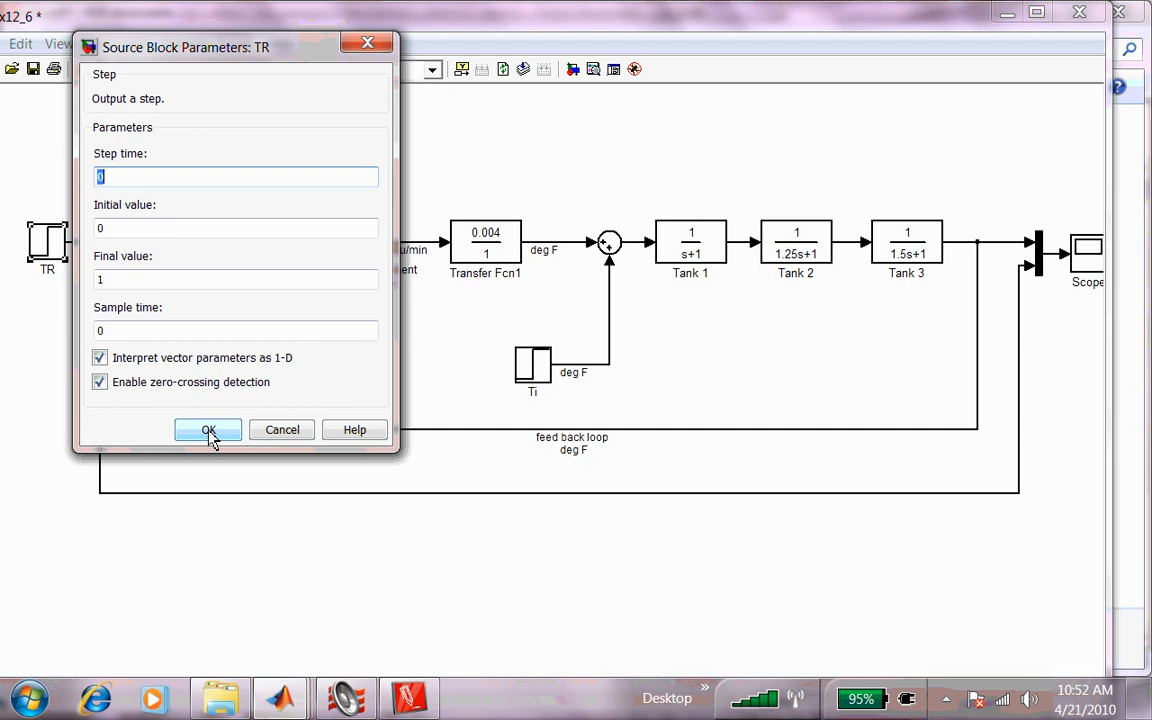 x12_6 *
Edit View
Source Block Parameters: TR
Step
Output a step.
Parameters
Step time:
0
Initial value:
0
Final value:
1
Sample time:
0
Interpret vector parameters as 1-D
Enable zero-crossing detection
OK Cancel Help
TR
u/min
ent
0.004
1
Transfer Fcn1
deg F
1
s+1
Tank 1
1
1.25s+1
Tank 2
1
1.5s+1
Tank 3
Scope
Ti
deg F
feed back loop
deg F
Desktop »
95%
10:52 AM
4/21/2010